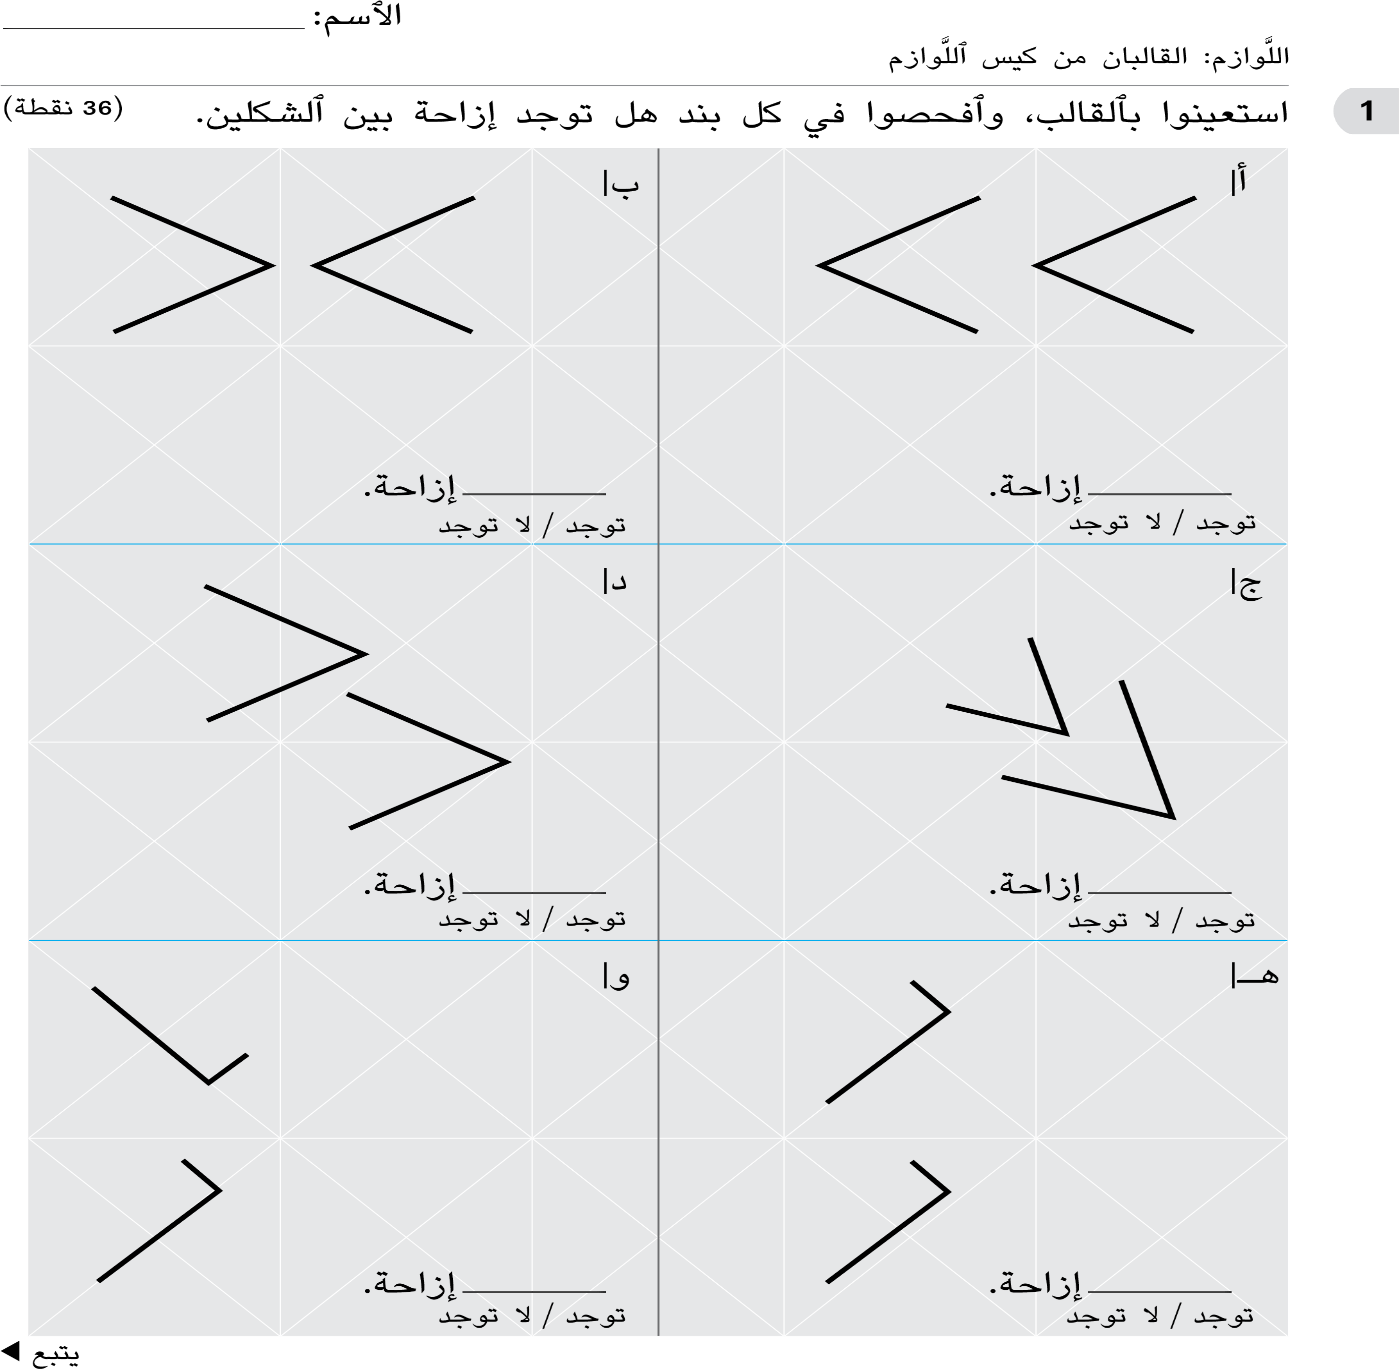 الٱسم:
اللَّوازم: القالبان من كيس ٱللَّوازم
1 استعينوا بٱلقالب، وٱفحصوا في كل بند هل توجد إزاحة بين ٱلشكلين. (36 نقطة)
أ|
ب|
إزاحة.
توجد / لا توجد
إزاحة.
توجد / لا توجد
ج|
د|
إزاحة.
توجد / لا توجد
إزاحة.
توجد / لا توجد
هـ|
و|
إزاحة.
توجد / لا توجد
إزاحة.
توجد / لا توجد
يتبع ◄